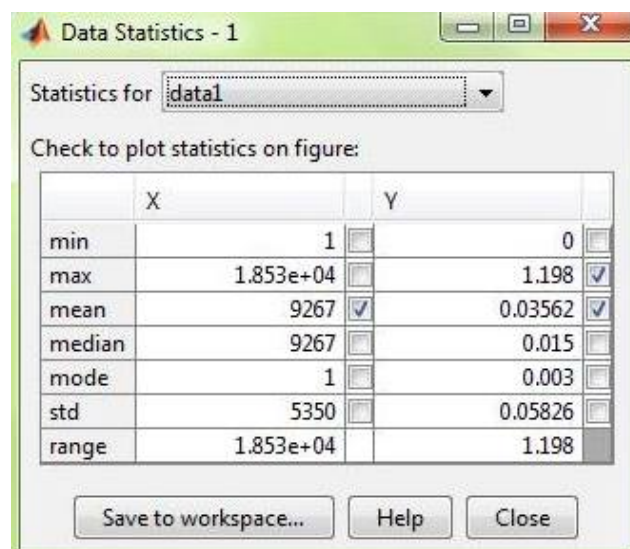 Data Statistics - 1
Statistics for data1
Check to plot statistics on figure:
X Y
min 1 0
max 1.853e+04 1.198
mean 9267 0.03562
median 9267 0.015
mode 1 0.003
std 5350 0.05826
range 1.853e+04 1.198
Save to workspace... Help Close